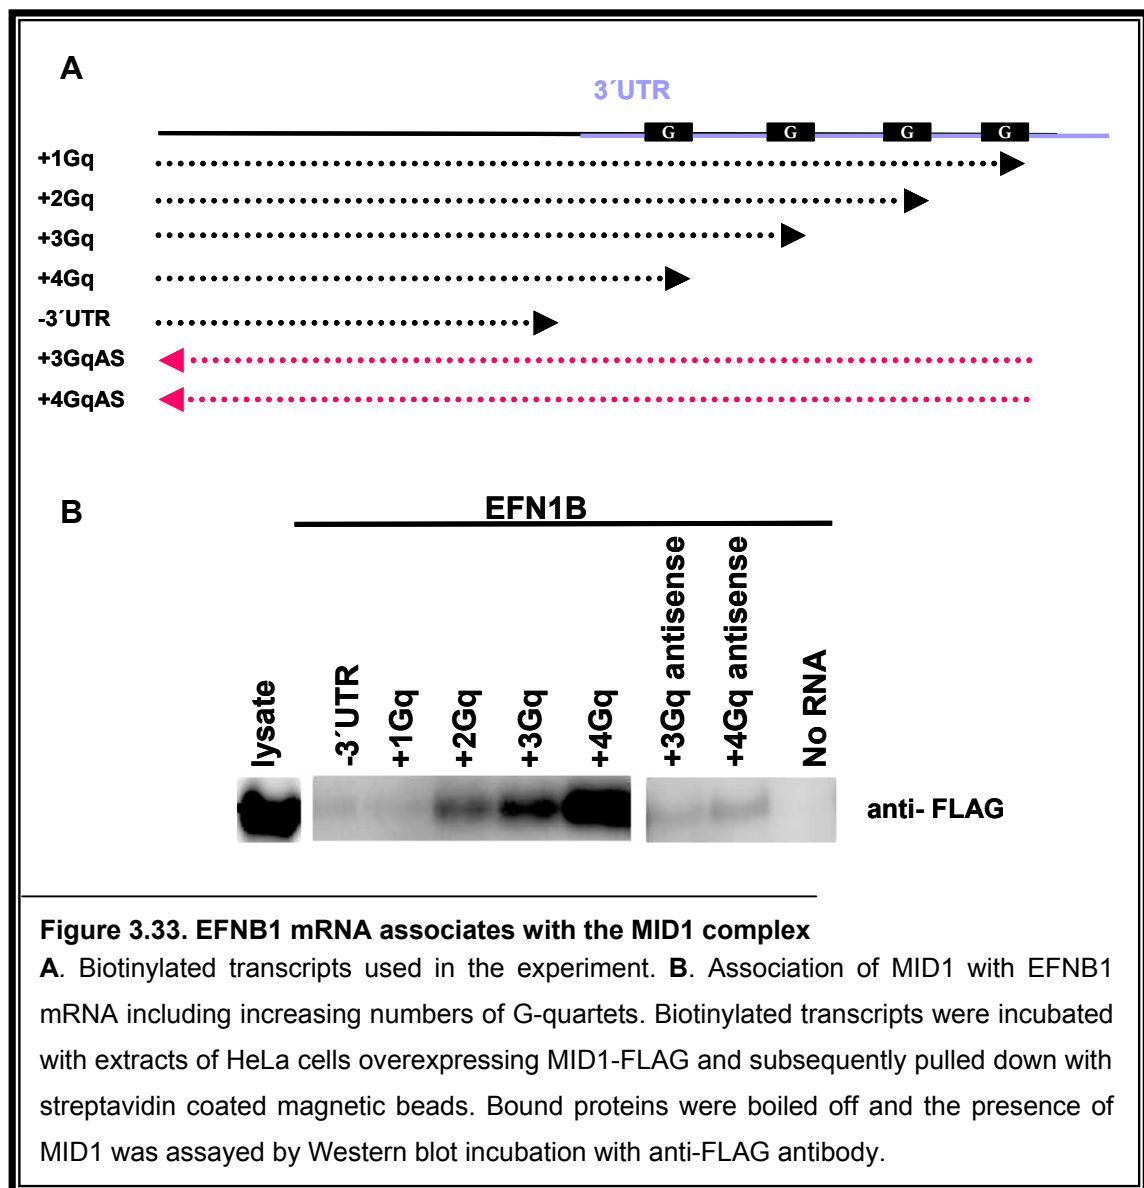 A
3´UTR
G G G G
+1Gq
+2Gq
+3Gq
+4Gq
-3´UTR
+3GqAS
+4GqAS
B
EFN1B
lysate
-3´UTR
+1Gq
+2Gq
+3Gq
+4Gq
+3Gq antisense
+4Gq antisense
No RNA
anti- FLAG
Figure 3.33. EFNB1 mRNA associates with the MID1 complex
A. Biotinylated transcripts used in the experiment. B. Association of MID1 with EFNB1
mRNA including increasing numbers of G-quartets. Biotinylated transcripts were incubated
with extracts of HeLa cells overexpressing MID1-FLAG and subsequently pulled down with
streptavidin coated magnetic beads. Bound proteins were boiled off and the presence of
MID1 was assayed by Western blot incubation with anti-FLAG antibody.